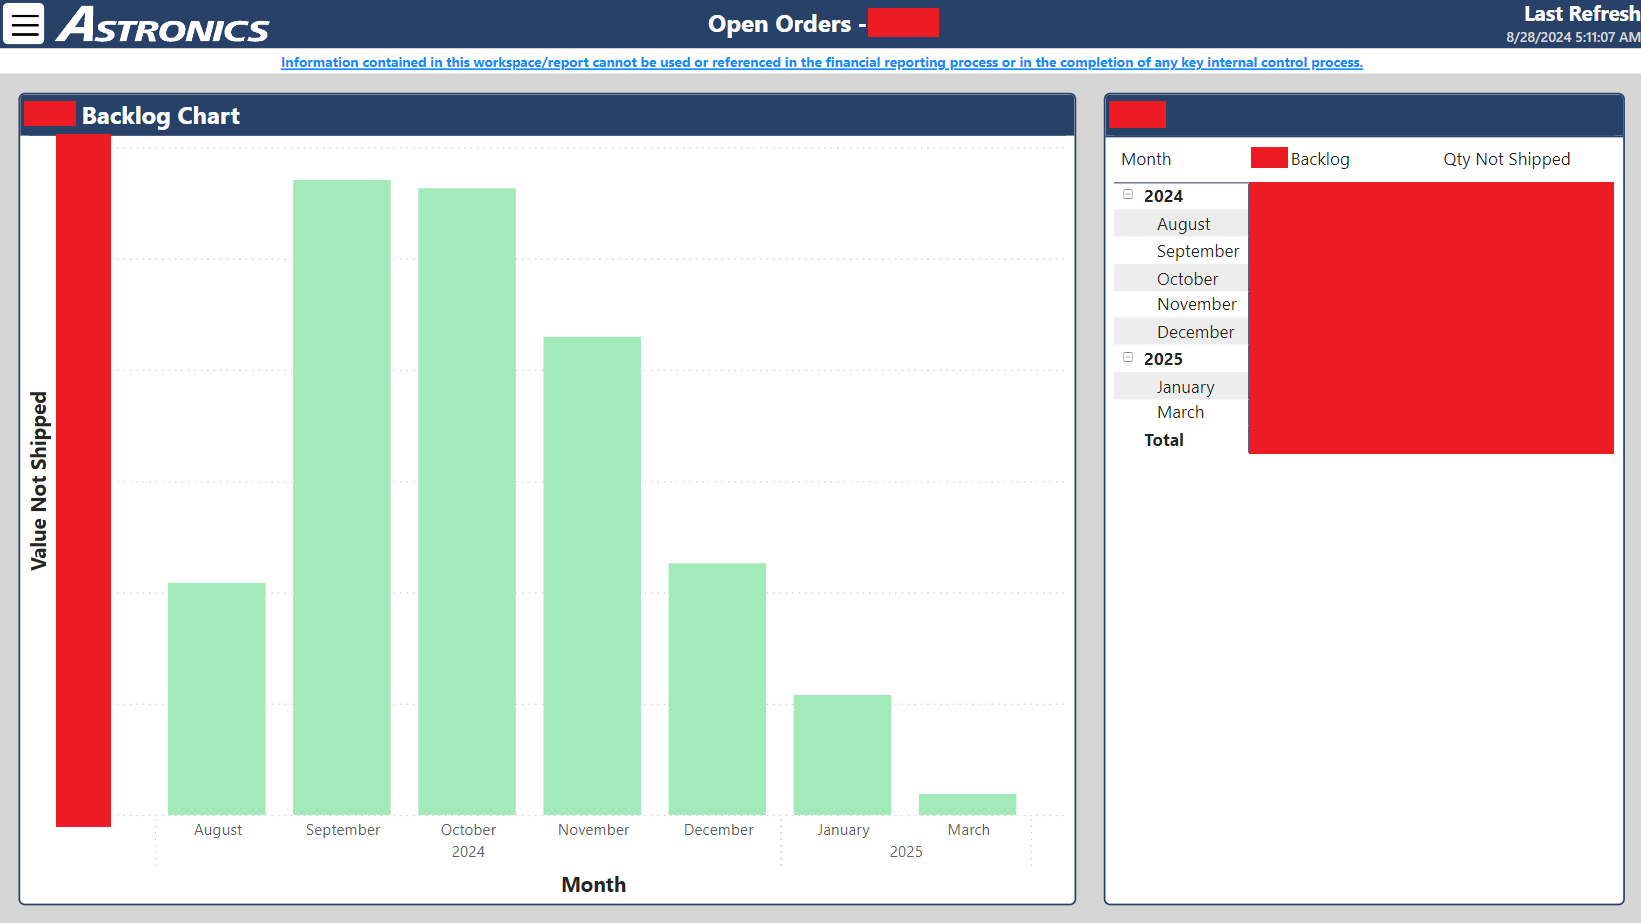 ASTRONICS
Open Orders -
Last Refresh
8/28/2024 5:11:07 AM
Information contained in this workspace/report cannot be used or referenced in the financial reporting process or in the completion of any key internal control process.
Backlog Chart
Value Not Shipped
August
September
October
November
December
January
March
2024
2025
Month
Month Backlog Qty Not Shipped
2024
August
September
October
November
December
2025
January
March
Total